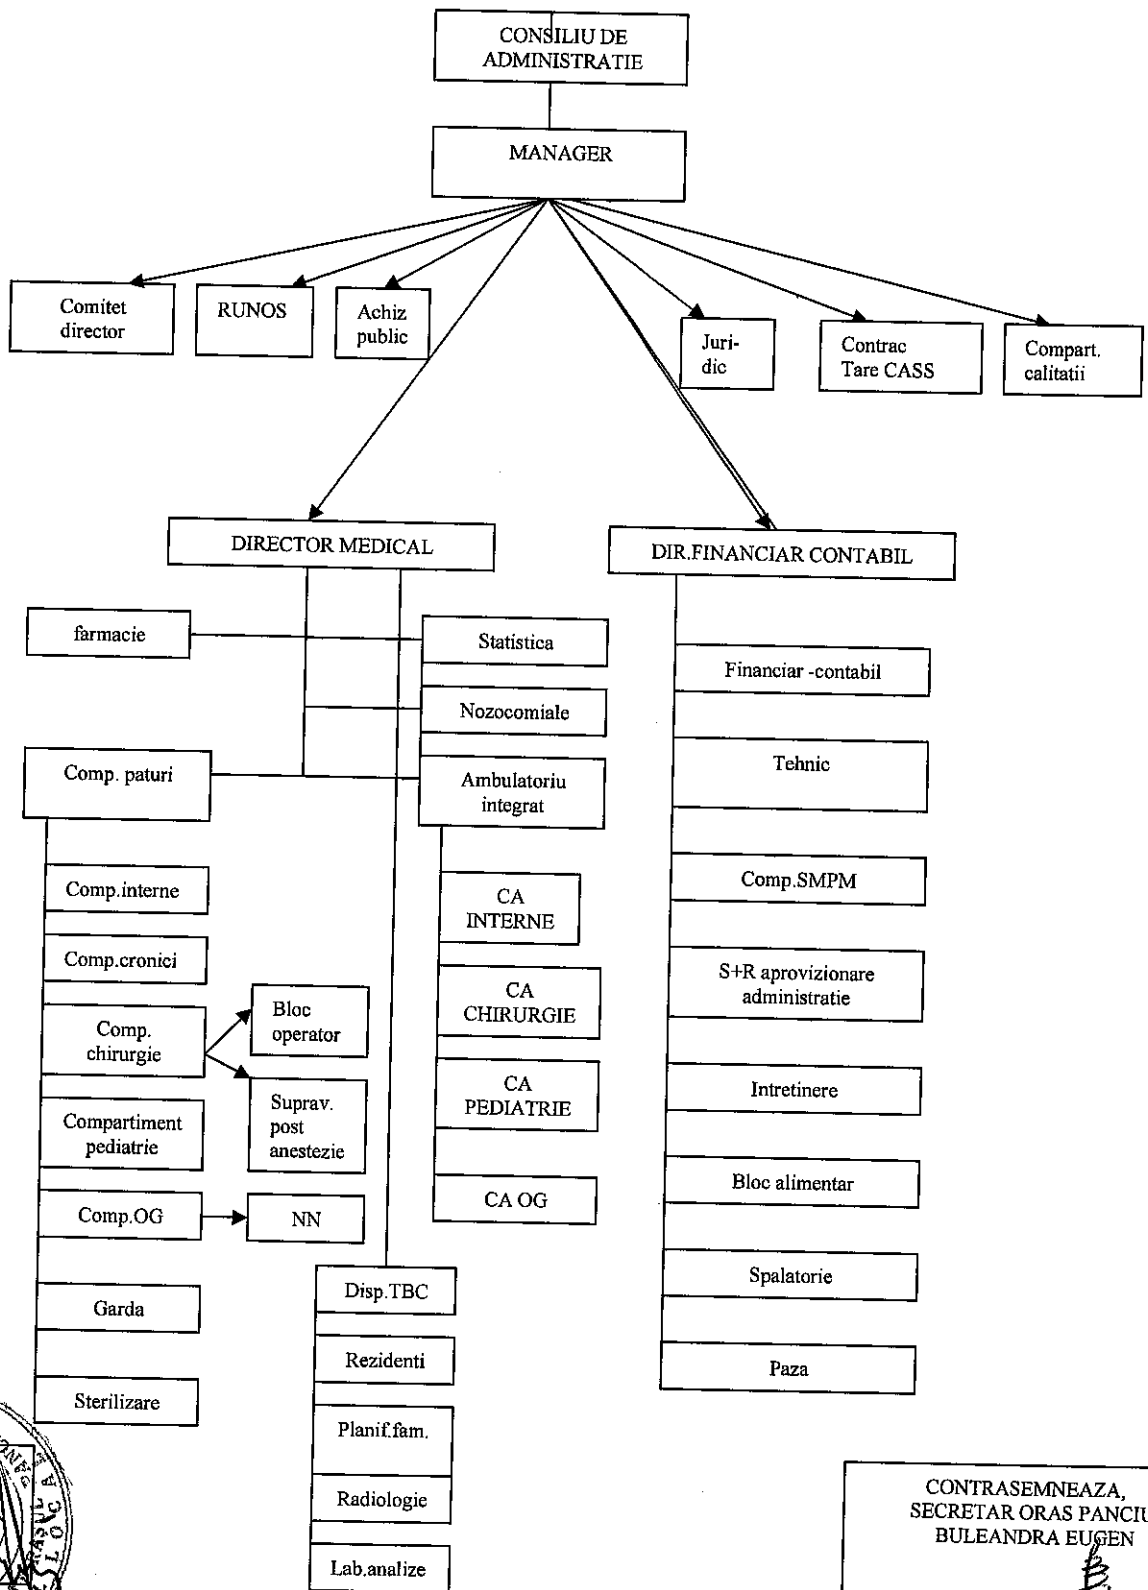 CONSILIU DE
ADMINISTRATIE
MANAGER
Comitet
director
RUNOS
Achiz
public
Juri-
dic
Contrac
Tare CASS
Compart.
calitatii
DIRECTOR MEDICAL
DIR.FINANCIAR CONTABIL
farmacie
Statistica
Nozocomiale
Comp. paturi
Ambulatoriu
integrat
Comp.interne
Comp.cronici
Comp.
chirurgie
Bloc
operator
Suprav.
post
anestezie
Compartiment
pediatrie
Comp.OG
NN
Garda
Sterilizare
CA
INTERNE
CA
CHIRURGIE
CA
PEDIATRIE
CA OG
Disp.TBC
Rezidenti
Planif.fam.
Radiologie
Lab.analize
Financiar -contabil
Tehnic
Comp.SMPM
S+R aprovizionare
administratie
Intretinere
Bloc alimentar
Spalatorie
Paza
CONTRASEMNEAZA,
SECRETAR ORAS PANCIU
BULEANDRA EUGEN